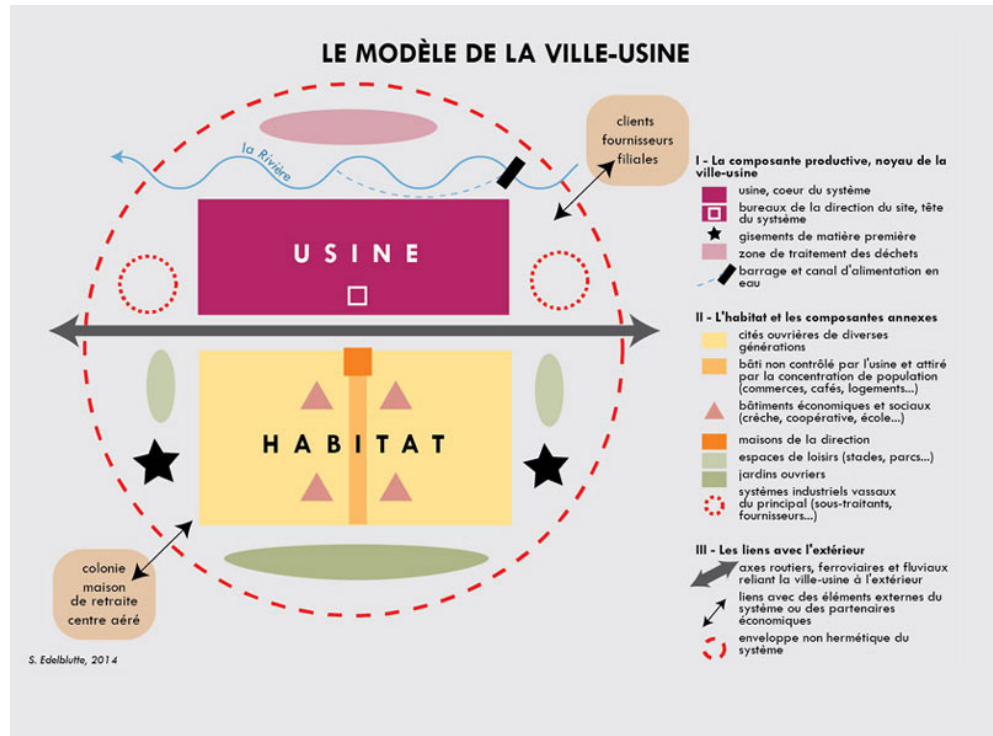 LE MODÈLE DE LA VILLE-USINE
clients
fournisseurs
filiales
la Rivière
USINE
HABITAT
colonie
maison
de retraite
centre aéré
S. Edelblutte, 2014
I - La composante productive, noyau de la
ville-usine
usine, coeur du système
bureaux de la direction du site, tête
du systsème
gisements de matière première
zone de traitement des déchets
barrage et canal d'alimentation en
eau
II - L'habitat et les composantes annexes
cités ouvrières de diverses
générations
bâti non contrôlé par l'usine et attiré
par la concentration de population
(commerces, cafés, logements...)
bâtiments économiques et sociaux
(crèche, coopérative, école...)
maisons de la direction
espaces de loisirs (stades, parcs...)
jardins ouvriers
systèmes industriels vassaux
du principal (sous-traitants,
fournisseurs...)
III - Les liens avec l'extérieur
axes routiers, ferroviaires et fluviaux
reliant la ville-usine à l'extérieur
liens avec des éléments externes du
système ou des partenaires
économiques
enveloppe non hermétique du
système